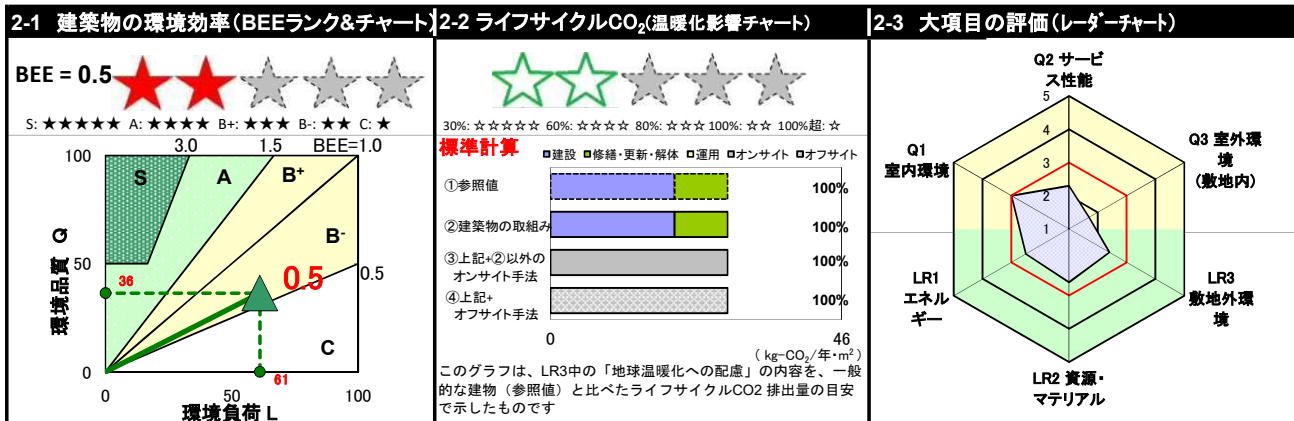 2-1 建築物の環境効率(BEEランク&チャート)
BEE = 0.5
S: ★★★★★ A: ★★★★ B+: ★★★ B-: ★★ C: ★
3.0 1.5 BEE=1.0
100
S A B+
B-
50
0.5
36
0.5
C
0
61
0 50 100
環境品質 Q
環境負荷 L
2-2 ライフサイクルCO2(温暖化影響チャート)
30%: ☆☆☆☆☆ 60%: ☆☆☆☆ 80%: ☆☆☆ 100%: ☆☆ 100%超: ☆
標準計算 ■建設 ■修繕・更新・解体 □運用 ■オンサイト ■オフサイト
①参照値 100%
②建築物の取組み 100%
③上記+②以外の
オンサイト手法 100%
④上記+
オフサイト手法 100%
0 46
( kg-CO2/年・m2 )
このグラフは、LR3中の「地球温暖化への配慮」の内容を、一般
的な建物（参照値）と比べたライフサイクルCO2 排出量の目安
で示したものです
2-3 大項目の評価(レーダーチャート)
Q2 サービ
ス性能
5
4
3
2
1
Q1
室内環境
Q3 室外環
境
(敷地内)
LR1
エネル
ギー
LR3
敷地外環
境
LR2 資源・
マテリアル